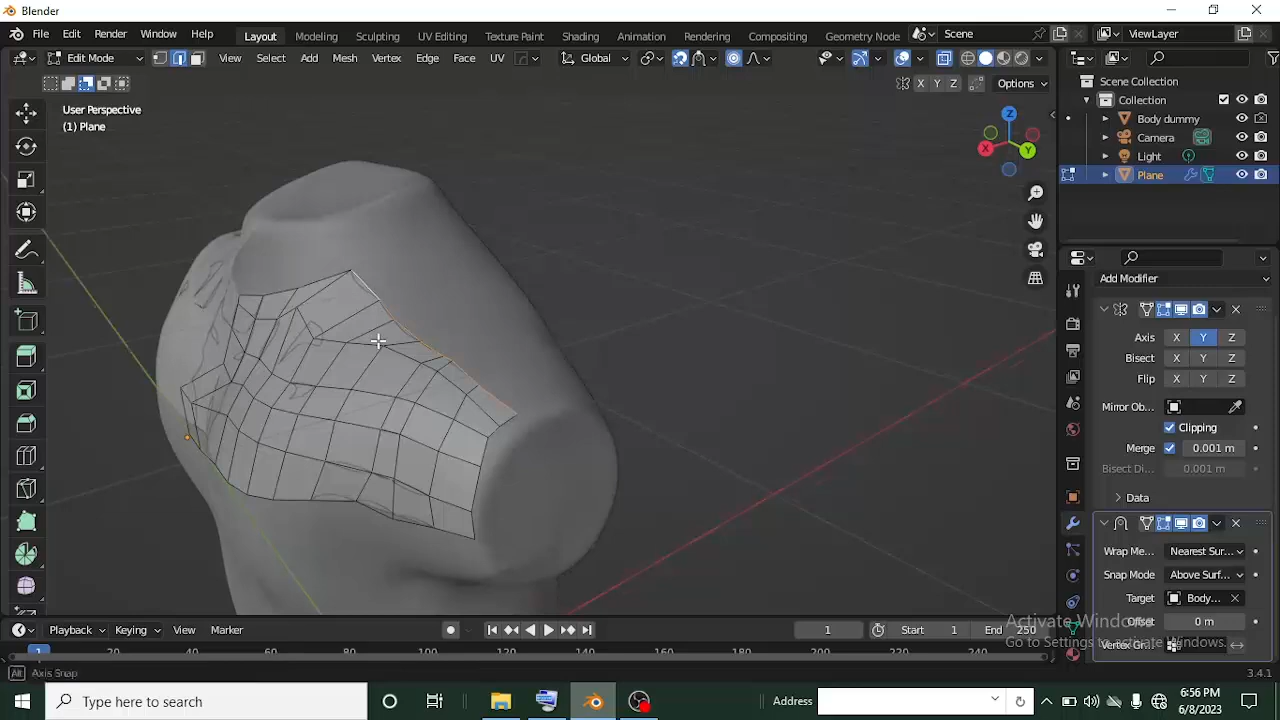 Blender
File Edit Render Window Help Layout Modeling Sculpting UV Editing Texture Paint Shading Animation Rendering Compositing Geometry Node Scene ViewLayer
Edit Mode View Select Add Mesh Vertex Edge Face UV Global
X Y Z Options
User Perspective
(1) Plane
Z
X Y
Scene Collection
Collection
Body dummy
Camera
Light
Plane
Add Modifier
Axis X Y Z
Bisect X Y Z
Flip X Y Z
Mirror Ob...
Clipping
Merge 0.001 m
Bisect Di... 0.001 m
Data
Wrap Me... Nearest Sur...
Snap Mode Above Surf...
Target Body...
Offset 0 m
Vertex Gr...
Activate Windows
Go to Settings to activate Windows.
Playback Keying View Marker 1 Start 1 End 250
1 20 40 60 80 100 120 140 160 180 200 220 240
Alt Axis Snap 3.4.1
Type here to search Address 6:56 PM
6/8/2023